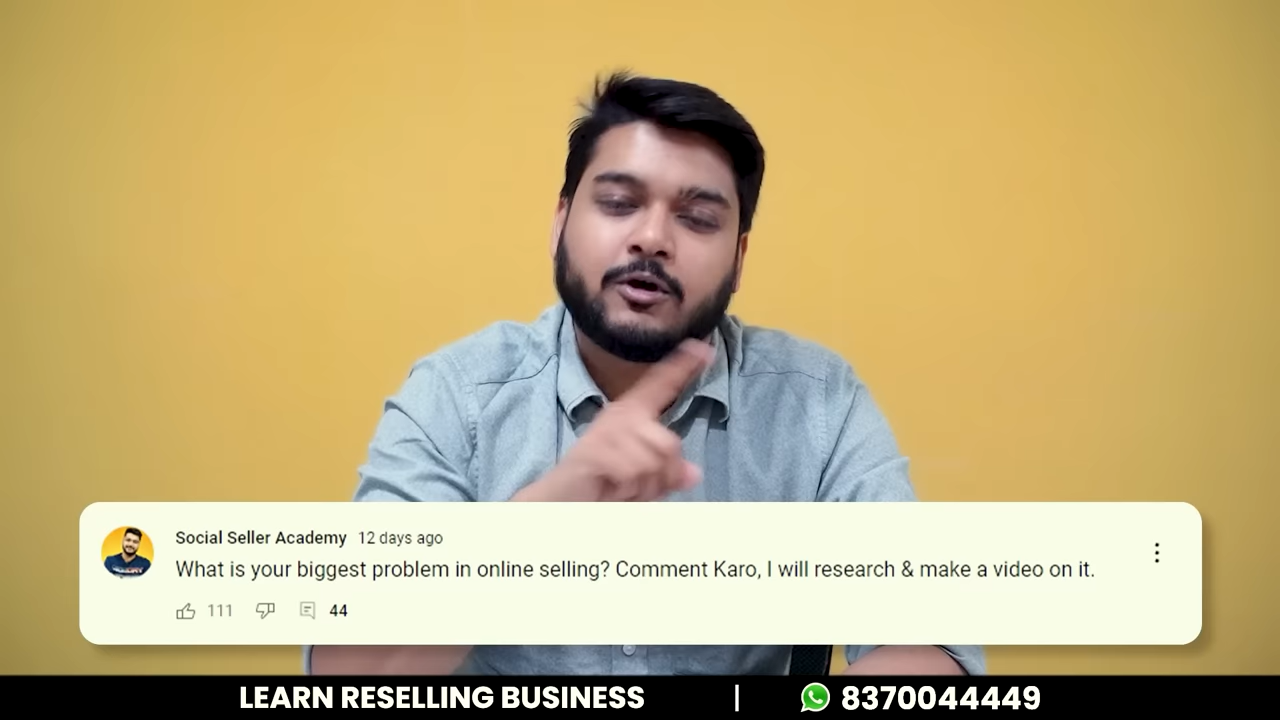 Social Seller Academy 12 days ago
What is your biggest problem in online selling? Comment Karo, I will research & make a video on it.
111 44
LEARN RESELLING BUSINESS | 8370044449